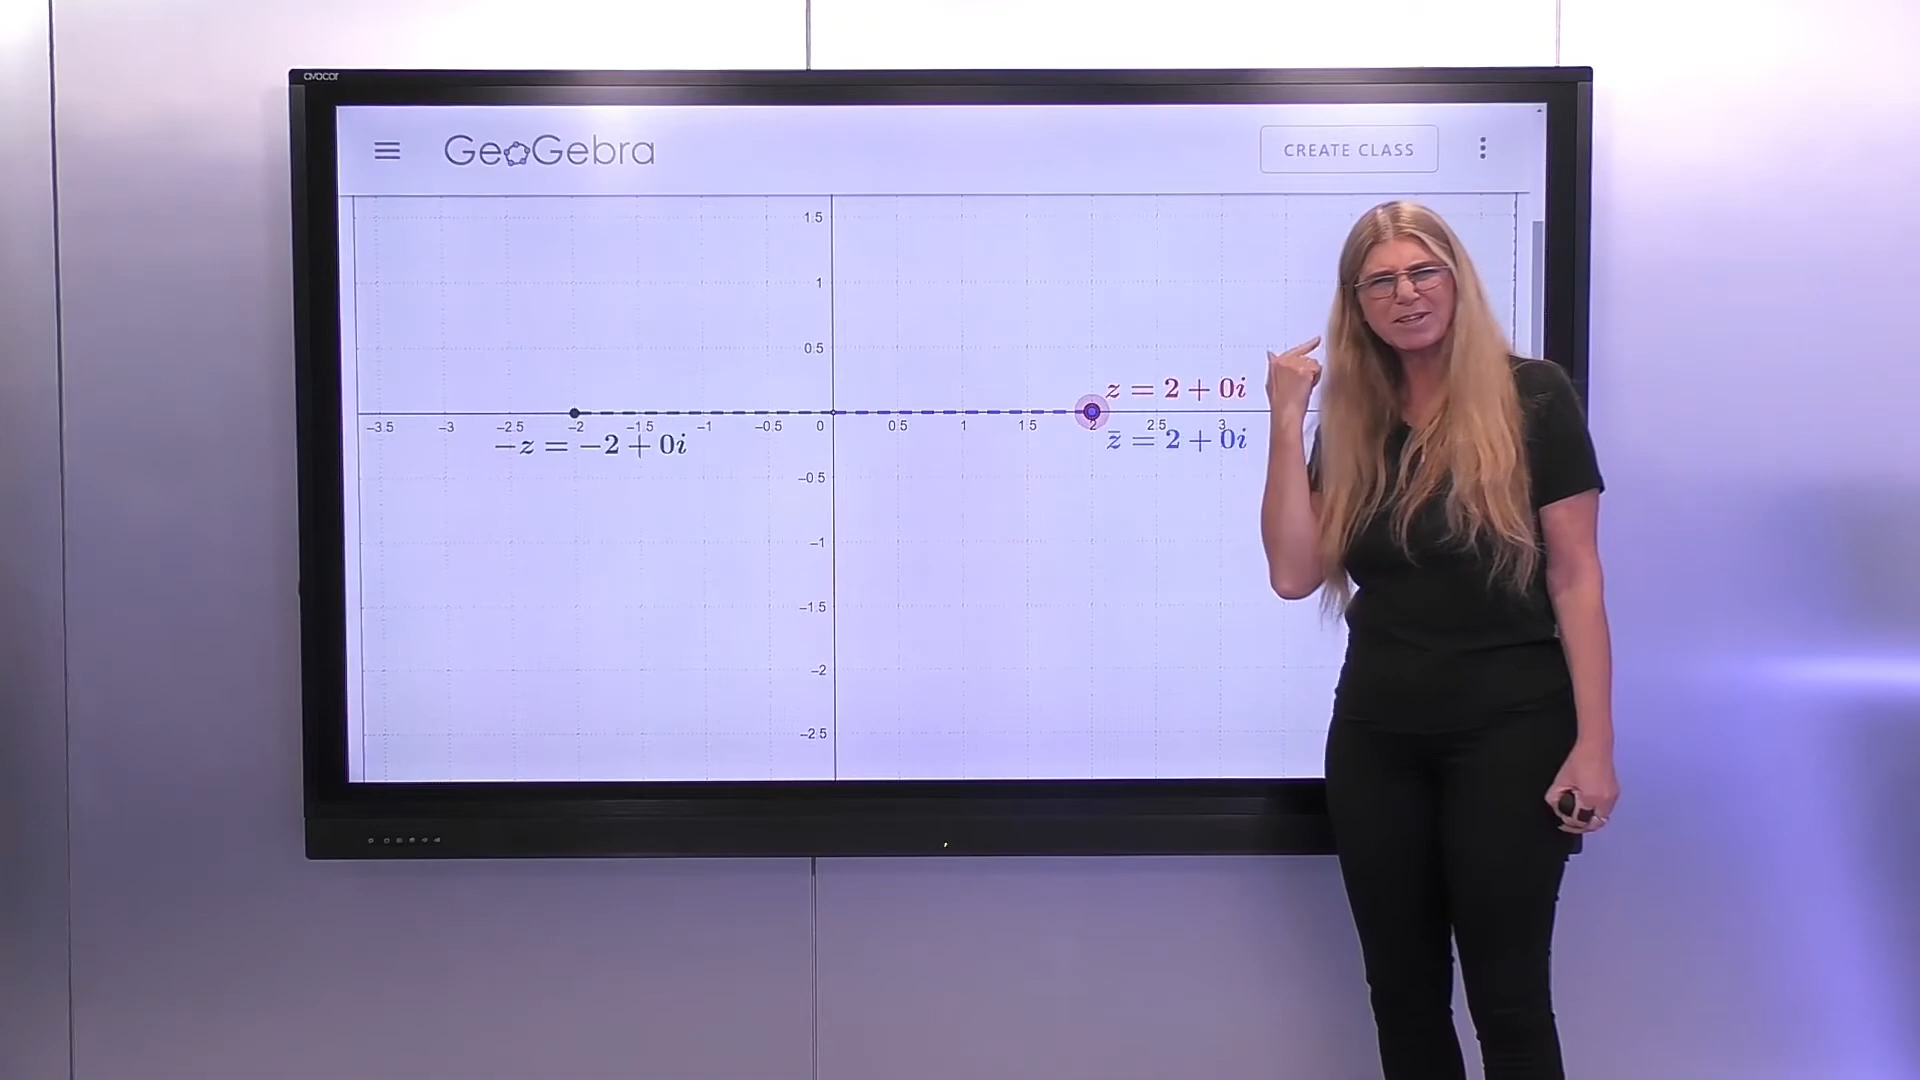 avocor
GeoGebra
CREATE CLASS
1.5
1
0.5
z = 2 + 0i
−3.5 −3 −2.5 −2 −1.5 −1 −0.5 0 0.5 1 1.5 2 2.5 3
−z = −2 + 0i
z̄ = 2 + 0i
−0.5
−1
−1.5
−2
−2.5